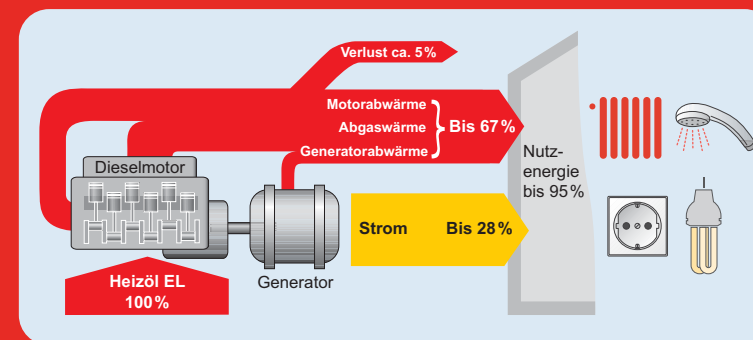 Verlust ca. 5%
Motorabwärme
Abgaswärme
Generatorabwärme
Bis 67%
Dieselmotor
Nutz-
energie
bis 95%
Strom Bis 28%
Heizöl EL
100%
Generator